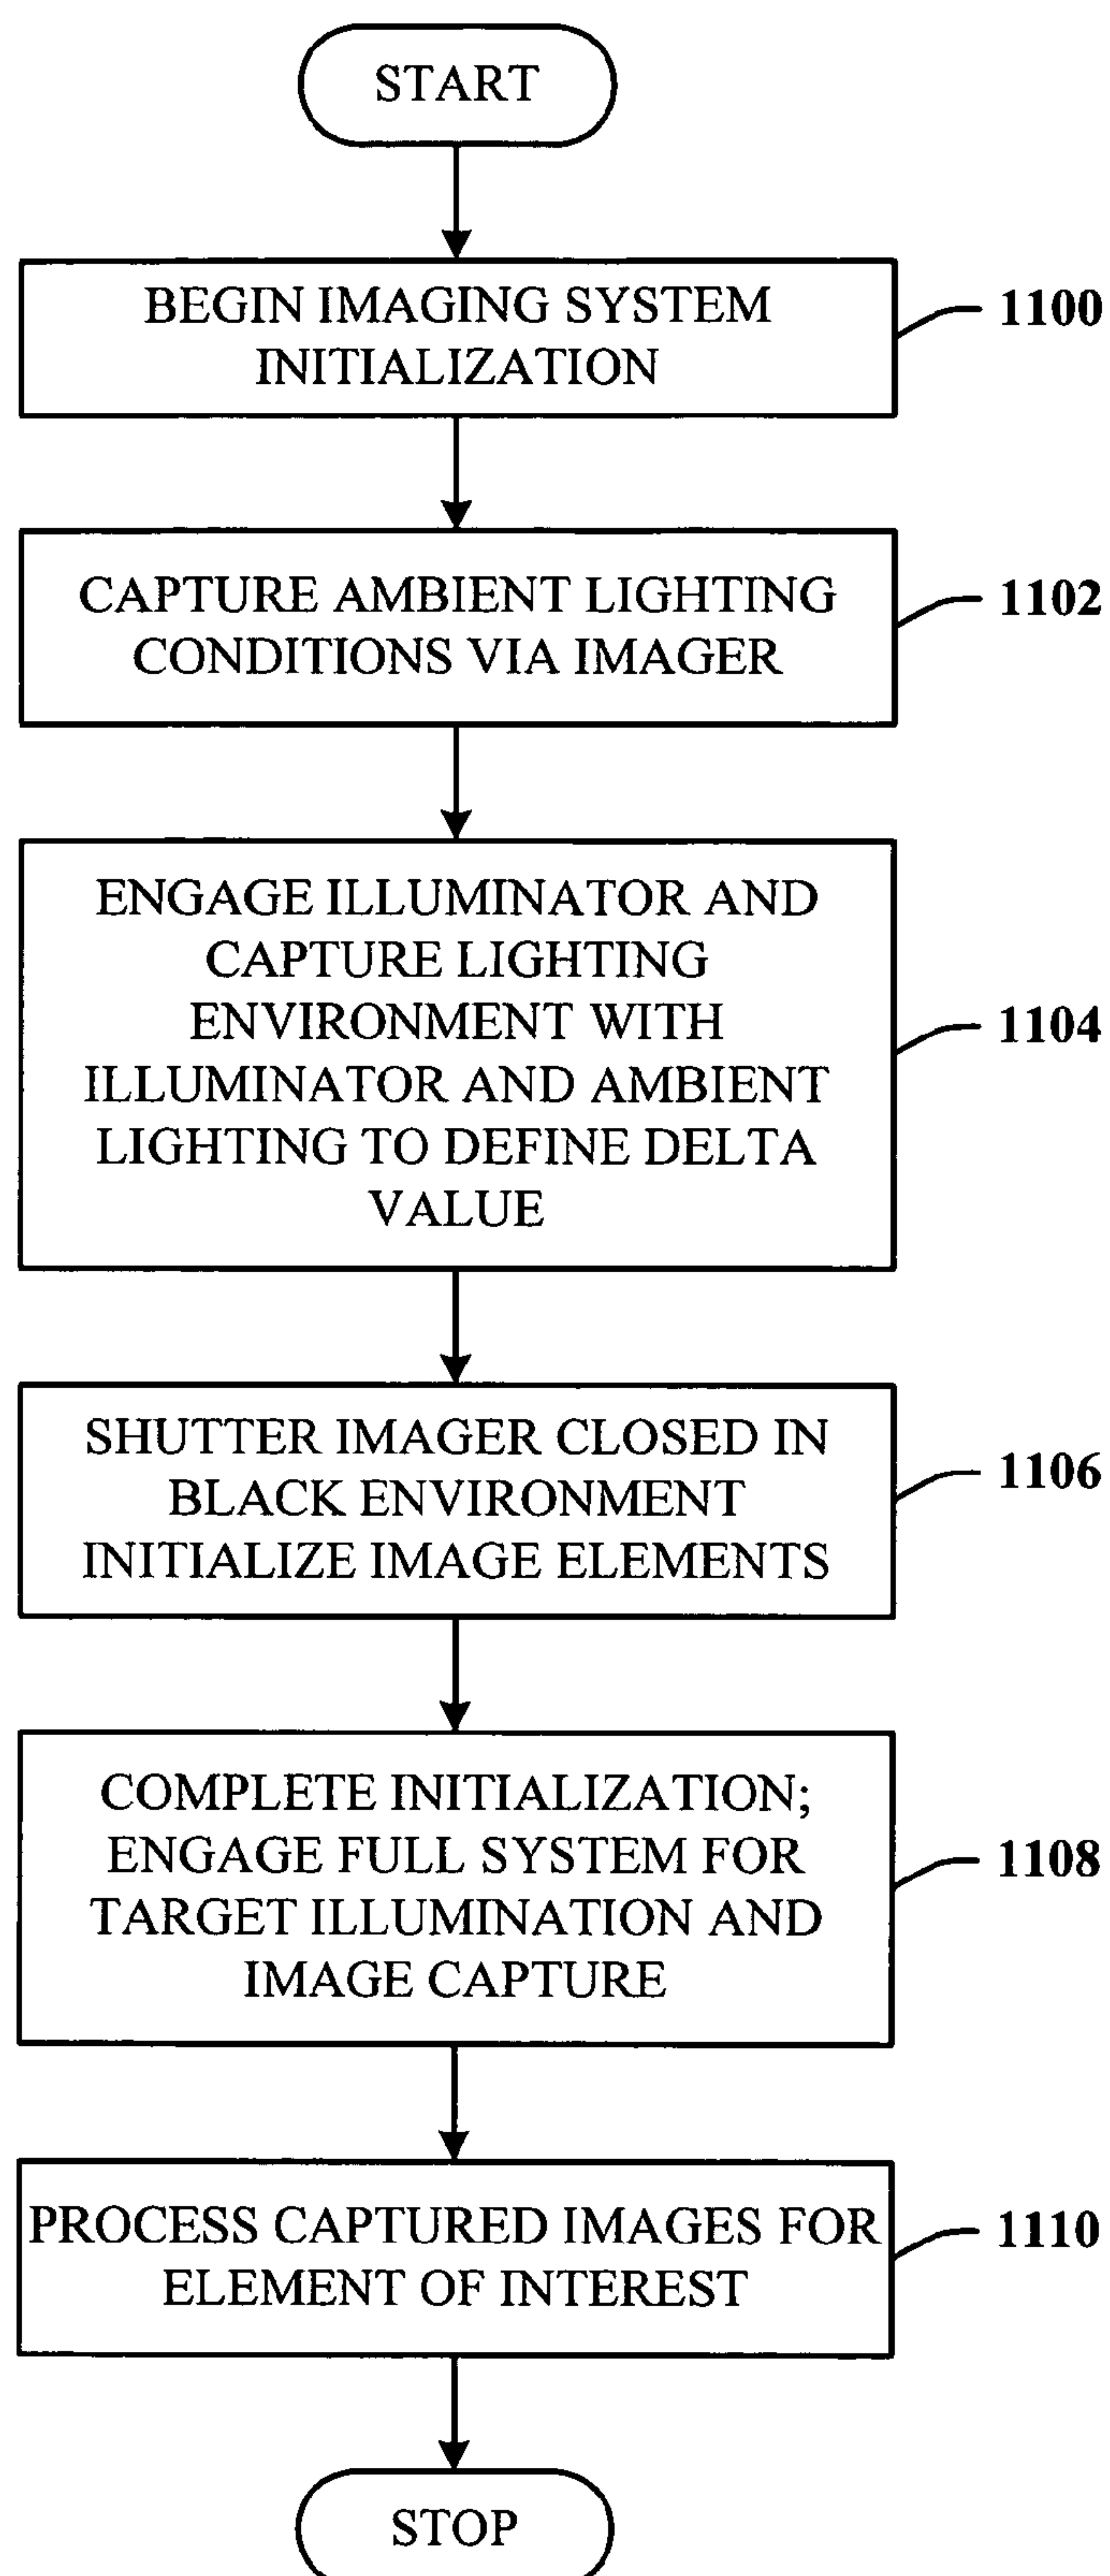 START
BEGIN IMAGING SYSTEM
INITIALIZATION
1100
CAPTURE AMBIENT LIGHTING
CONDITIONS VIA IMAGER
1102
ENGAGE ILLUMINATOR AND
CAPTURE LIGHTING
ENVIRONMENT WITH
ILLUMINATOR AND AMBIENT
LIGHTING TO DEFINE DELTA
VALUE
1104
SHUTTER IMAGER CLOSED IN
BLACK ENVIRONMENT
INITIALIZE IMAGE ELEMENTS
1106
COMPLETE INITIALIZATION;
ENGAGE FULL SYSTEM FOR
TARGET ILLUMINATION AND
IMAGE CAPTURE
1108
PROCESS CAPTURED IMAGES FOR
ELEMENT OF INTEREST
1110
STOP